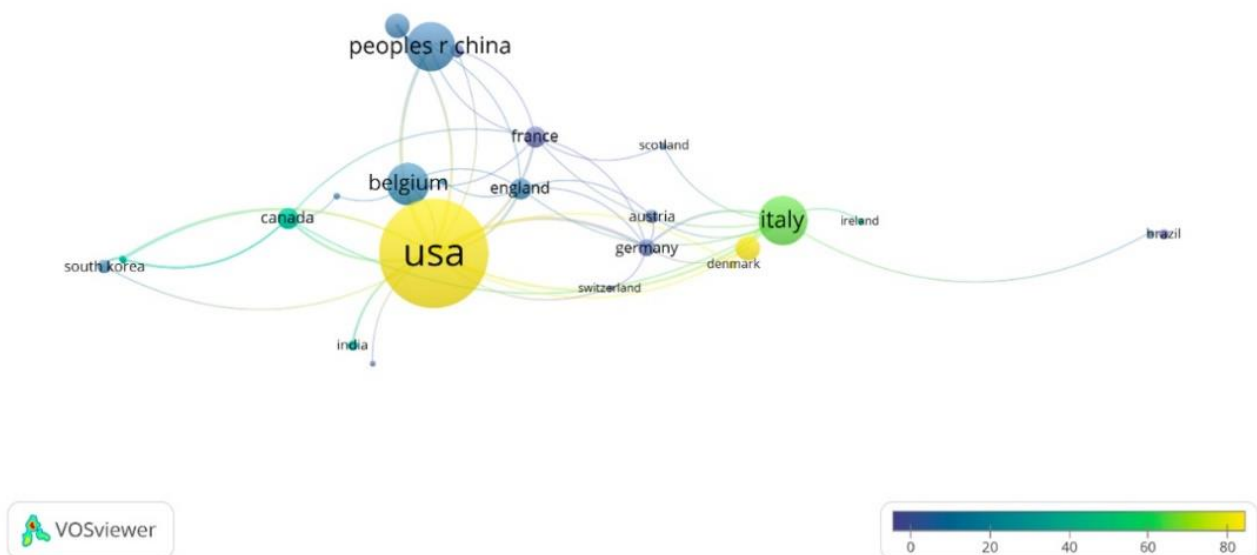 peoples r china
france
scotland
belgium
england
canada
austria
italy
ireland
usa
germany
brazil
denmark
south korea
switzerland
india
VOSviewer
0 20 40 60 80